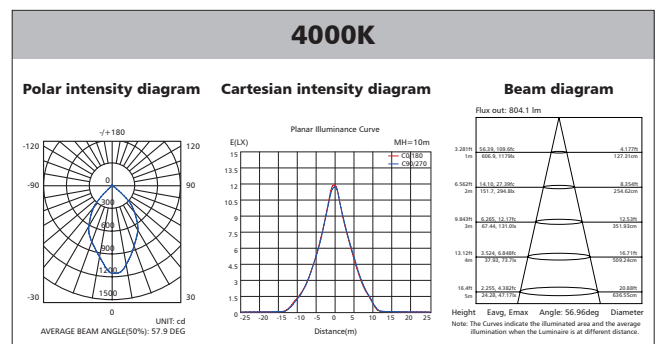 4000K
Polar intensity diagram
Cartesian intensity diagram
Beam diagram
-/+180
-120
120
-90
90
-30
30
0
0
300
600
900
1200
1500
UNIT: cd
AVERAGE BEAM ANGLE(50%): 57.9 DEG
Planar Illuminance Curve
E(LX)
MH=10m
C0/180
C90/270
15
13.5
12
10.5
9
7.5
6
4.5
3
1.5
0
-25 -20 -15 -10 -5 0 5 10 15 20 25
Distance(m)
Flux out: 804.1 lm
3.281ft 56.39, 109.6fc 4.177ft
1m 606.9, 1179lx 127.31cm
6.562ft 14.10, 27.39fc 8.354ft
2m 151.7, 294.8lx 254.62cm
9.843ft 6.265, 12.17fc 12.53ft
3m 67.44, 131.0lx 351.93cm
13.12ft 3.524, 6.848fc 16.71ft
4m 37.93, 73.7lx 509.24cm
16.4ft 2.255, 4.382fc 20.88ft
5m 24.28, 47.17lx 636.55cm
Height Eavg, Emax Angle: 56.96deg Diameter
Note: The Curves indicate the illuminated area and the average
illumination when the Luminaire is at different distance.